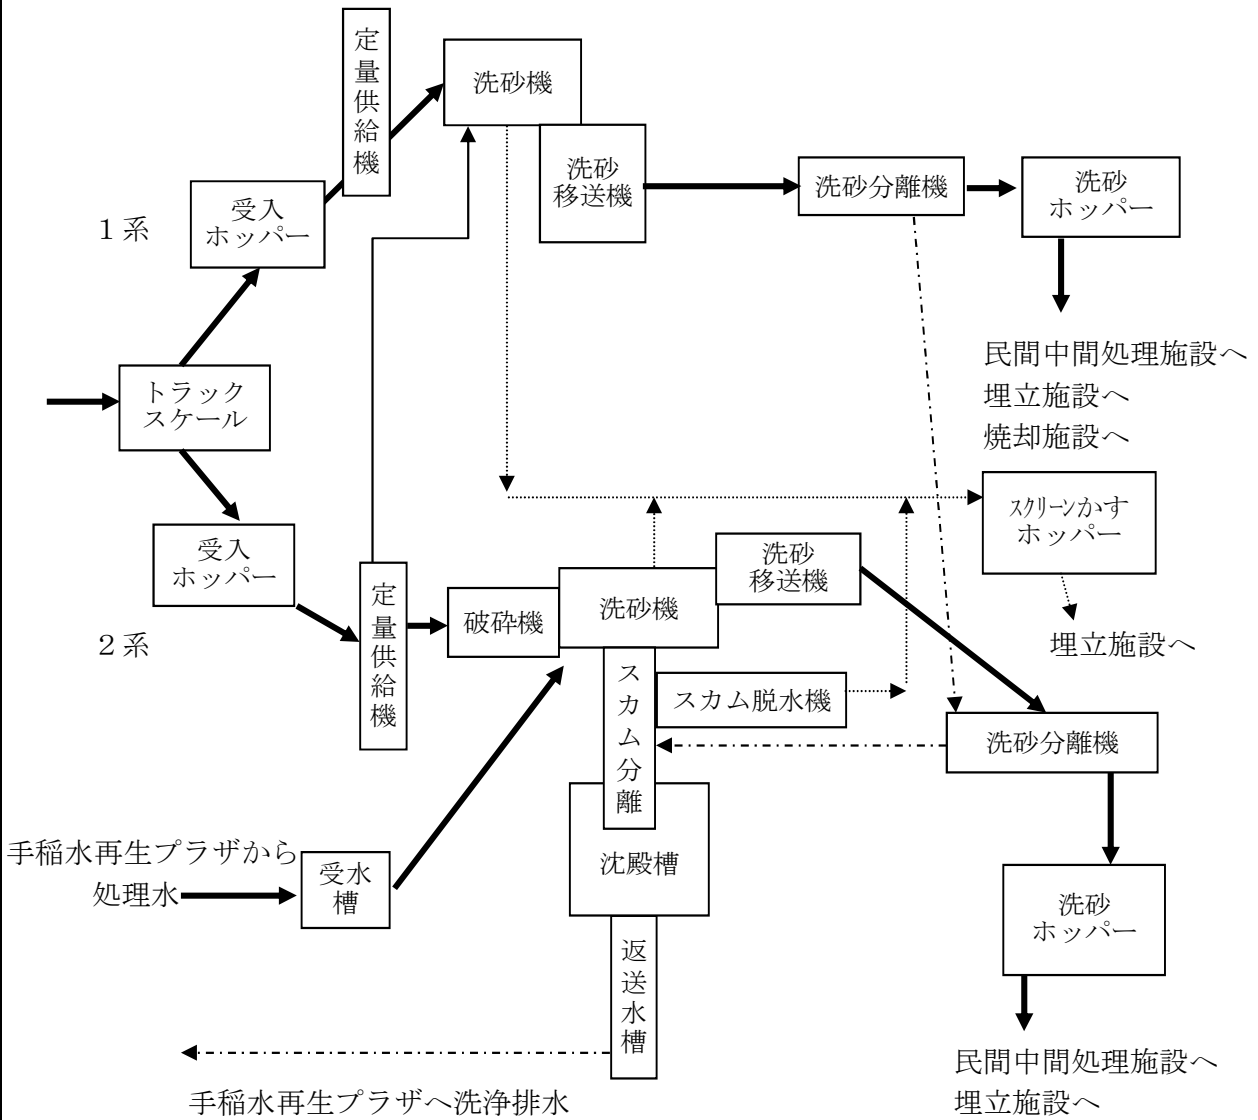 定量供給機
洗砂機
洗砂
移送機
洗砂分離機
洗砂
ホッパー
１系
受入
ホッパー
民間中間処理施設へ
埋立施設へ
焼却施設へ
トラック
スケール
スクリーンかす
ホッパー
埋立施設へ
受入
ホッパー
２系
定量供給機
破砕機
洗砂機
洗砂
移送機
スカム分離
スカム脱水機
洗砂分離機
手稲水再生プラザから
処理水
受水
槽
沈殿槽
洗砂
ホッパー
返送水槽
民間中間処理施設へ
埋立施設へ
手稲水再生プラザへ洗浄排水